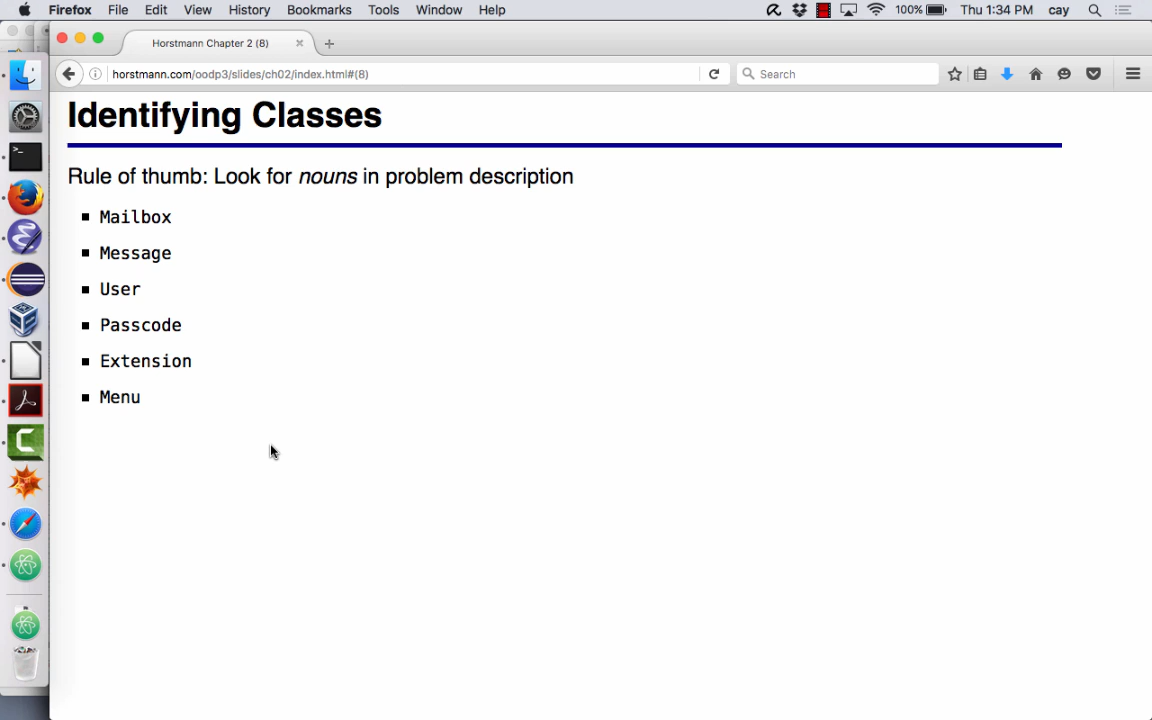 Firefox File Edit View History Bookmarks Tools Window Help 100% Thu 1:34 PM cay
Horstmann Chapter 2 (8)
horstmann.com/oodp3/slides/ch02/index.html#(8) Search
Identifying Classes
Rule of thumb: Look for nouns in problem description
Mailbox
Message
User
Passcode
Extension
Menu